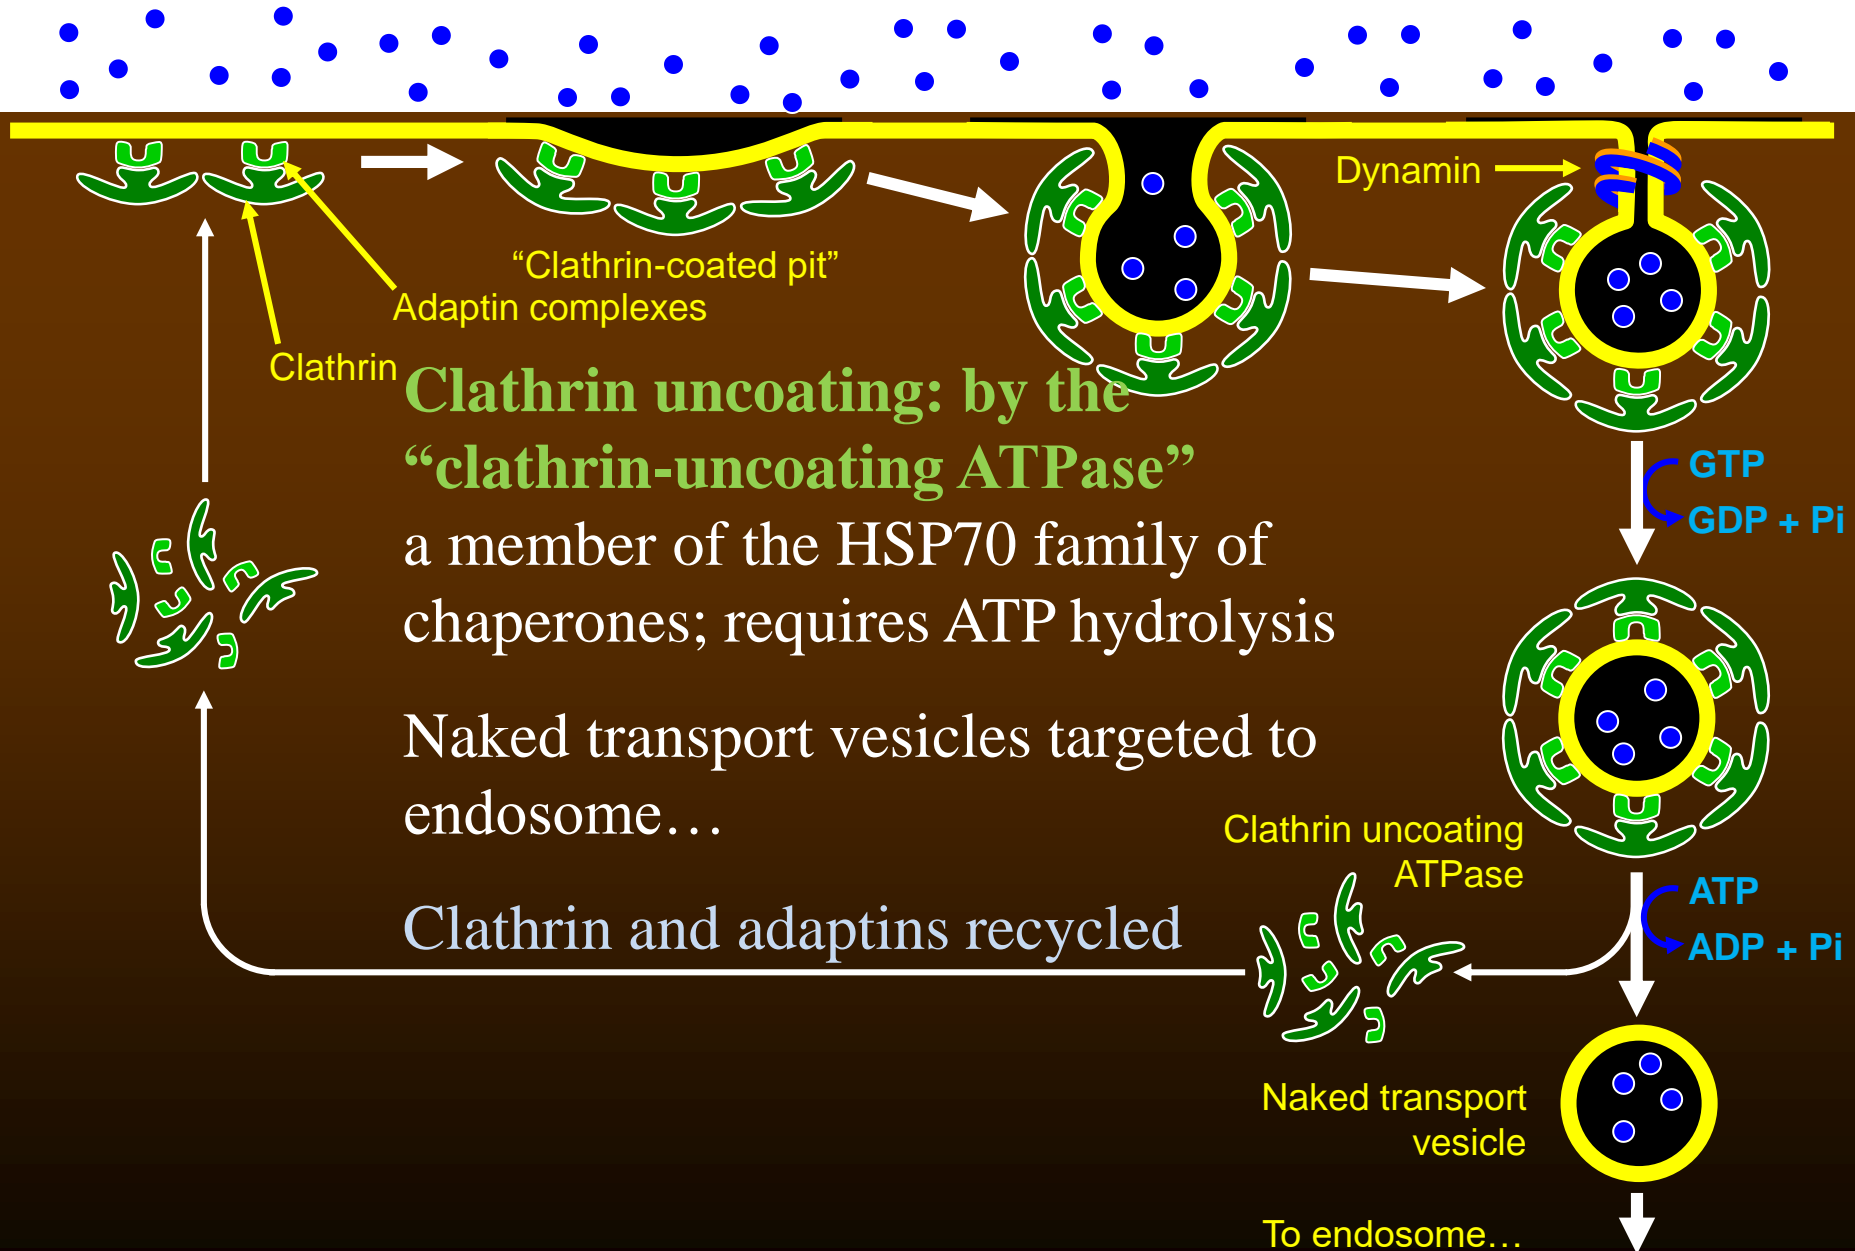 Dynamin
“Clathrin-coated pit”
Adaptin complexes
Clathrin
Clathrin uncoating: by the
“clathrin-uncoating ATPase”
a member of the HSP70 family of
chaperones; requires ATP hydrolysis
Naked transport vesicles targeted to
endosome…
Clathrin and adaptins recycled
GTP
GDP + Pi
Clathrin uncoating
ATPase
ATP
ADP + Pi
Naked transport
vesicle
To endosome…